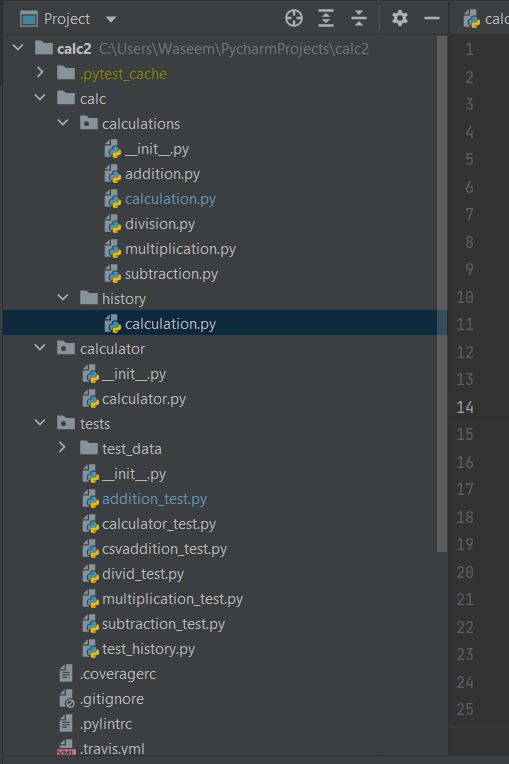 Project
calc
calc2 C:\Users\Waseem\PycharmProjects\calc2
.pytest_cache
calc
calculations
__init__.py
addition.py
calculation.py
division.py
multiplication.py
subtraction.py
history
calculation.py
calculator
__init__.py
calculator.py
tests
test_data
__init__.py
addition_test.py
calculator_test.py
csvaddition_test.py
divid_test.py
multiplication_test.py
subtraction_test.py
test_history.py
.coveragerc
.gitignore
.pylintrc
.travis.yml
YML
1
2
3
4
5
6
7
8
9
10
11
12
13
14
15
16
17
18
19
20
21
22
23
24
25